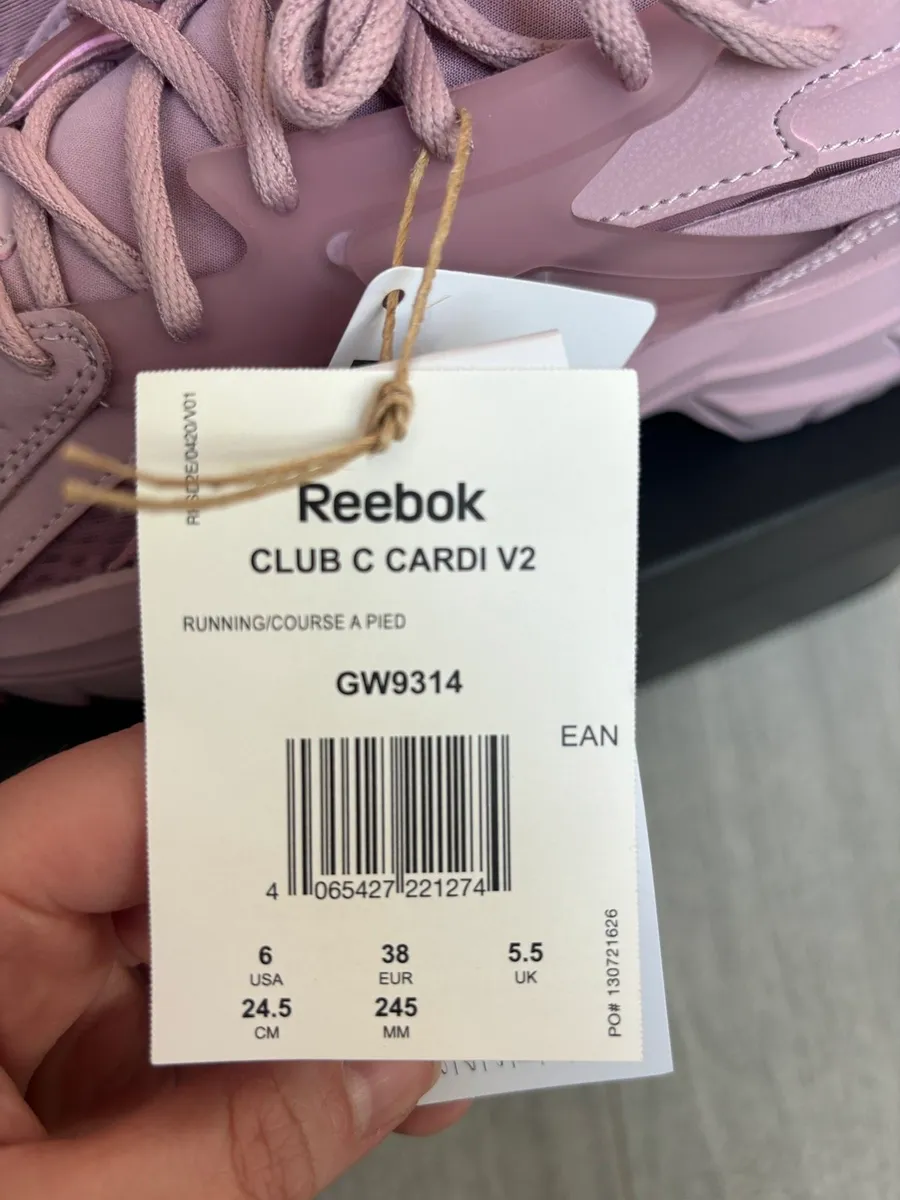 Reebok
CLUB C CARDI V2
RUNNING/COURSE A PIED
GW9314
EAN
4 065427 221274
6 38 5.5
USA EUR UK
24.5 245
CM MM
PO# 130721626